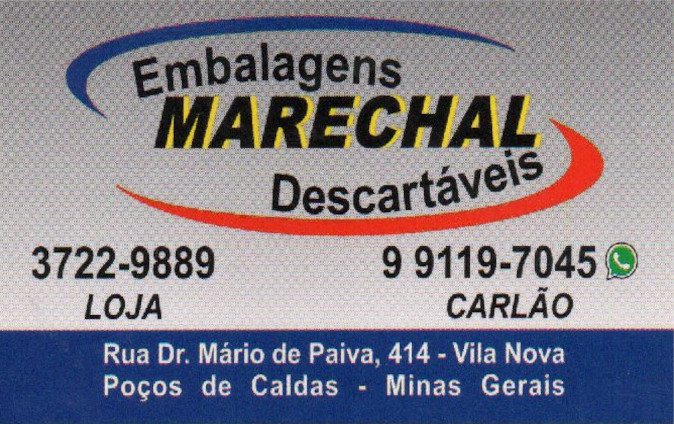 Embalagens
MARECHAL
Descartáveis
3722-9889
LOJA
9 9119-7045
CARLÃO
Rua Dr. Mário de Paiva, 414 - Vila Nova
Poços de Caldas - Minas Gerais